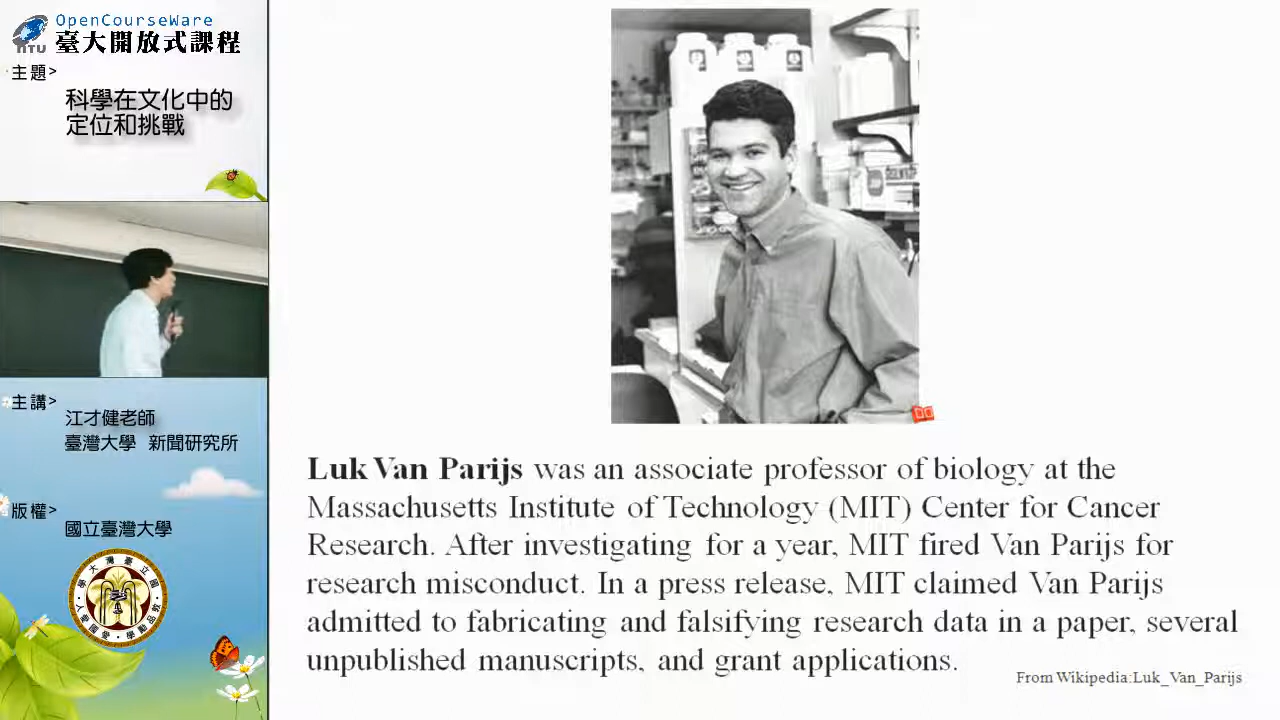 OpenCourseWare
NTU 臺大開放式課程
主題>
科學在文化中的
定位和挑戰
主講>
江才健老師
臺灣大學 新聞研究所
版權>
國立臺灣大學
Luk Van Parijs was an associate professor of biology at the
Massachusetts Institute of Technology (MIT) Center for Cancer
Research. After investigating for a year, MIT fired Van Parijs for
research misconduct. In a press release, MIT claimed Van Parijs
admitted to fabricating and falsifying research data in a paper, several
unpublished manuscripts, and grant applications.
From Wikipedia:Luk_Van_Parijs